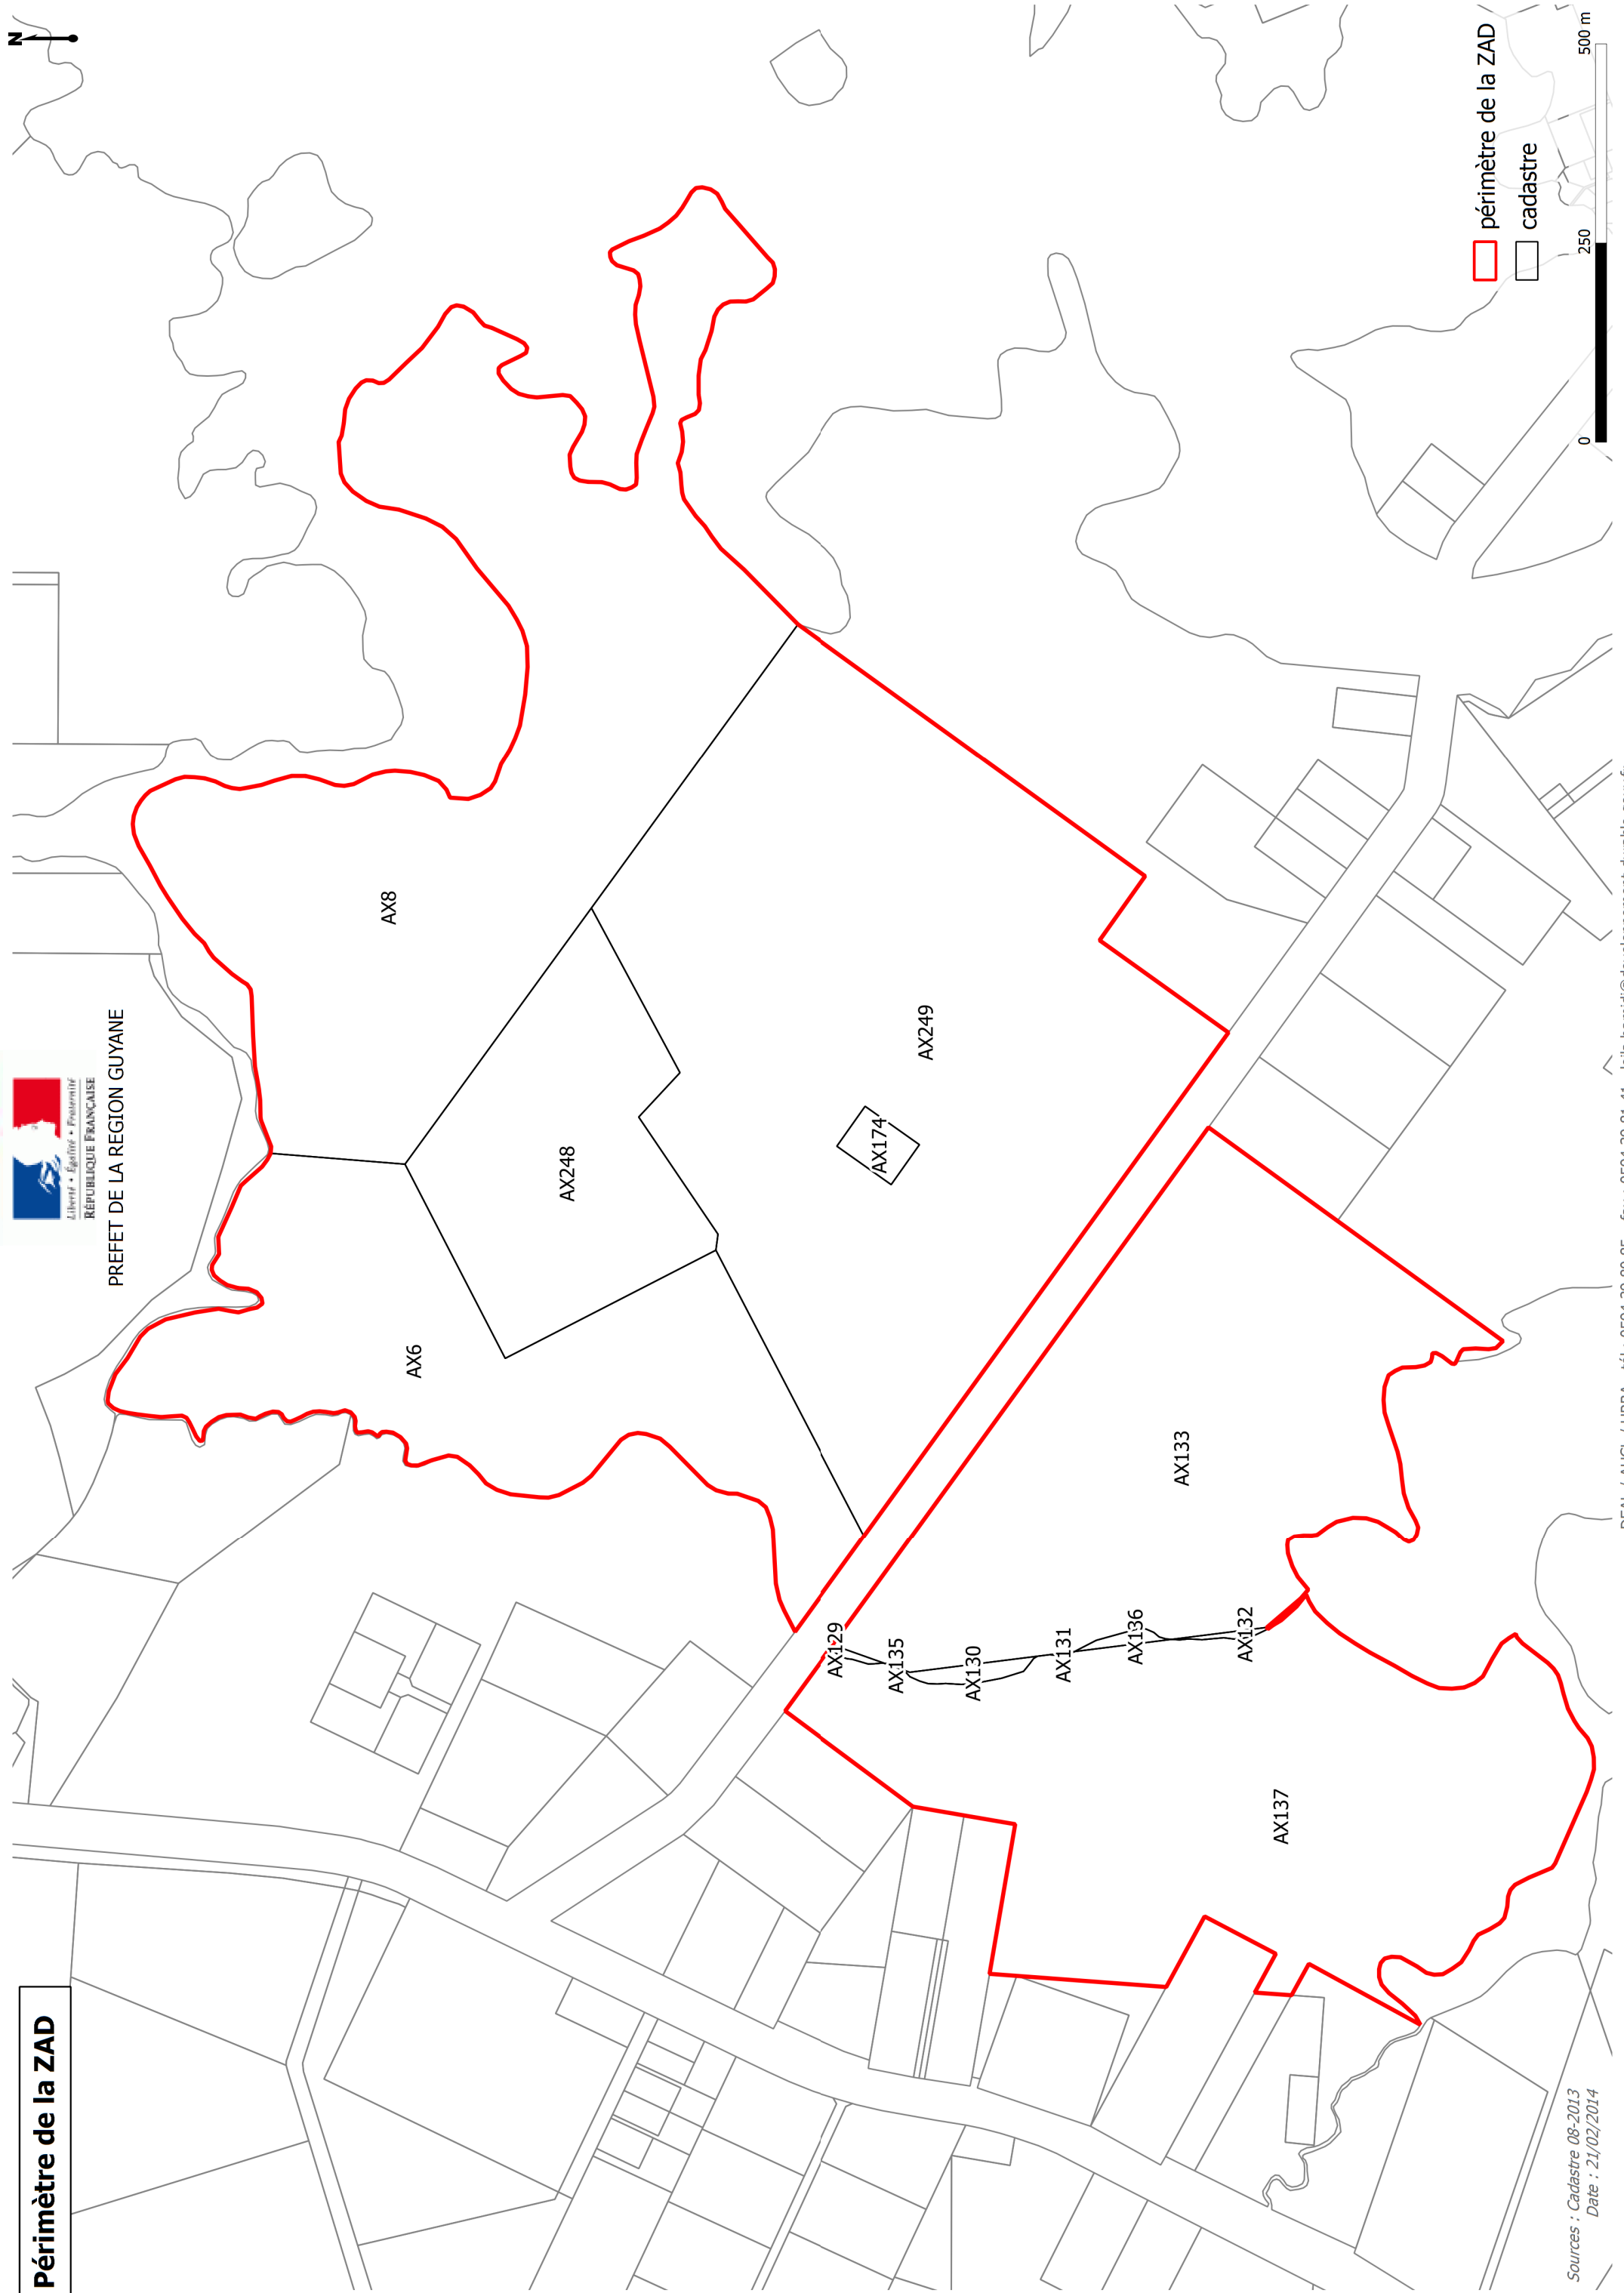 Périmètre de la ZAD
Liberté • Égalité • Fraternité
RÉPUBLIQUE FRANÇAISE
PREFET DE LA REGION GUYANE
N
AX8
AX6
AX248
AX249
AX174
AX133
AX129
AX135
AX130
AX131
AX136
AX132
AX137
périmètre de la ZAD
cadastre
0 250 500 m
Sources : Cadastre 08-2013
Date : 21/02/2014